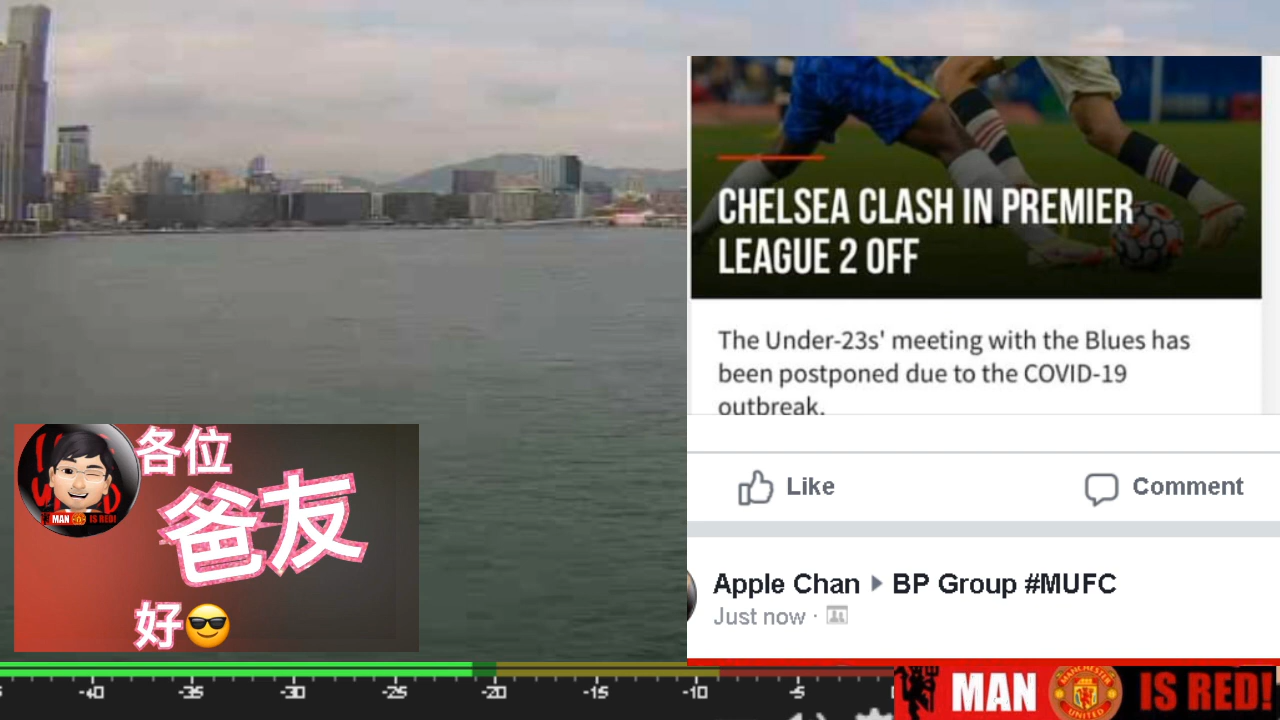 CHELSEA CLASH IN PREMIER
LEAGUE 2 OFF
The Under-23s' meeting with the Blues has
been postponed due to the COVID-19
outbreak.
Like
Comment
Apple Chan ▸ BP Group #MUFC
Just now ·
各位
爸友
好😎
MAN IS RED!
-40 -35 -30 -25 -20 -15 -10 -5
MAN
MANCHESTER
UNITED
IS RED!